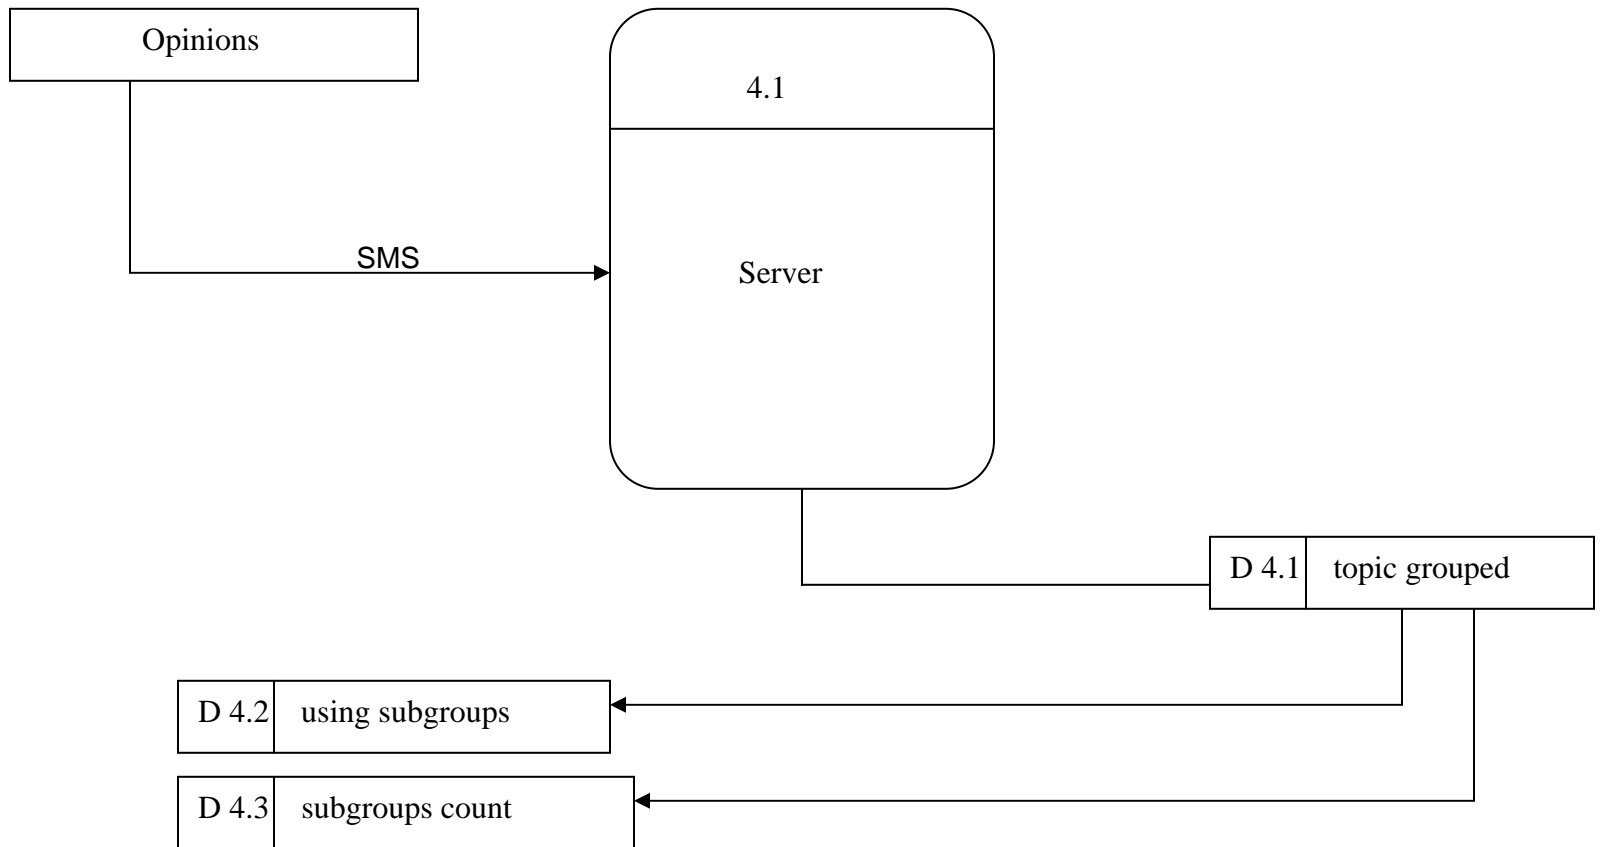 Opinions
4.1
SMS
Server
D 4.1 topic grouped
D 4.2 using subgroups
D 4.3 subgroups count